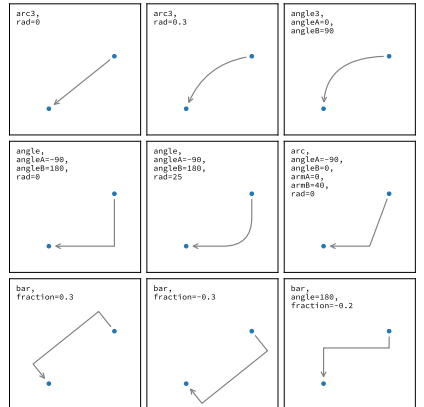 arc3,
rad=0
arc3,
rad=0.3
angle3,
angleA=0,
angleB=90
angle,
angleA=-90,
angleB=180,
rad=0
angle,
angleA=-90,
angleB=180,
rad=25
arc,
angleA=-90,
angleB=0,
armA=0,
armB=40,
rad=0
bar,
fraction=0.3
bar,
fraction=-0.3
bar,
angle=180,
fraction=-0.2